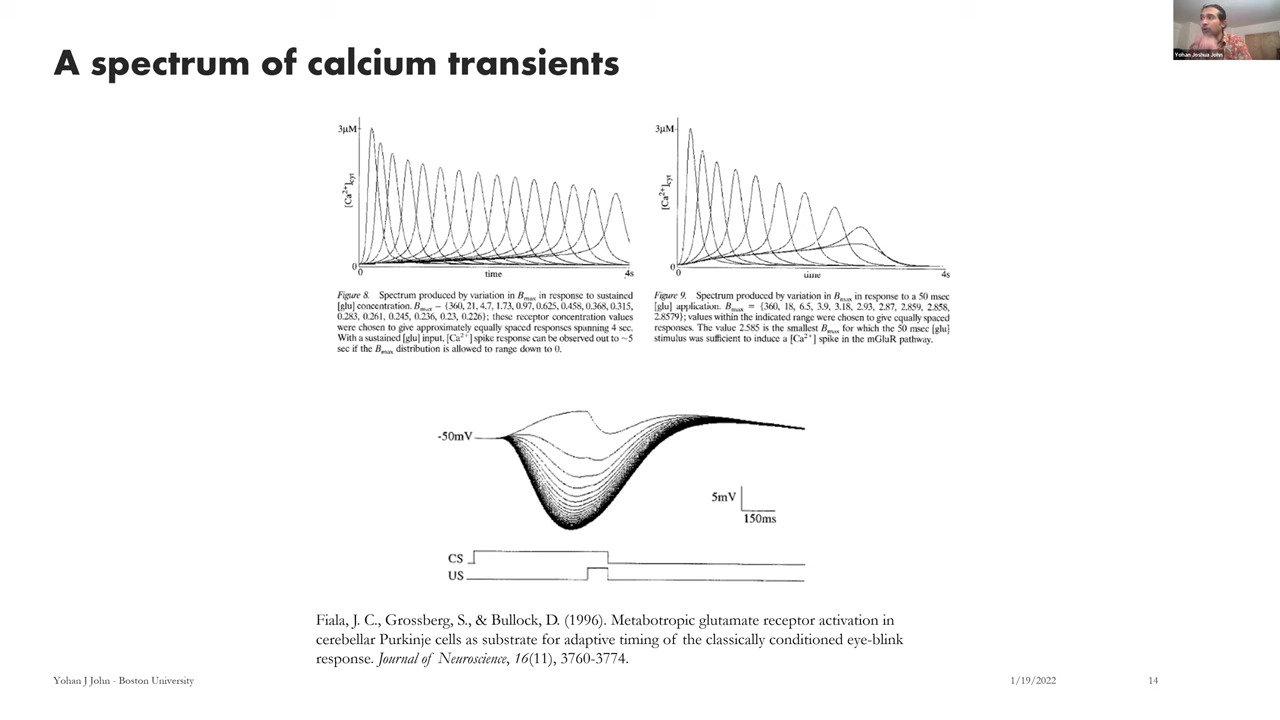 A spectrum of calcium transients
Yohan Joshua John
3μM
[Ca²⁺]cyt
0
0
time
4s
Figure 8. Spectrum produced by variation in Bmax in response to sustained
[glu] concentration. Bmax – {360, 21, 4.7, 1.73, 0.97, 0.625, 0.458, 0.368, 0.315,
0.283, 0.261, 0.245, 0.236, 0.23, 0.226}; these receptor concentration values
were chosen to give approximately equally spaced responses spanning 4 sec.
With a sustained [glu] input, [Ca²⁺] spike response can be observed out to ~5
sec if the Bmax distribution is allowed to range down to 0.
3μM
[Ca²⁺]cyt
0
0
time
4s
Figure 9. Spectrum produced by variation in Bmax in response to a 50 msec
[glu] application. Bmax = {360, 18, 6.5, 3.9, 3.18, 2.93, 2.87, 2.859, 2.858,
2.8579}; values within the indicated range were chosen to give equally spaced
responses. The value 2.585 is the smallest Bmax for which the 50 msec [glu]
stimulus was sufficient to induce a [Ca²⁺] spike in the mGluR pathway.
-50mV
5mV
150ms
CS
US
Fiala, J. C., Grossberg, S., & Bullock, D. (1996). Metabotropic glutamate receptor activation in
cerebellar Purkinje cells as substrate for adaptive timing of the classically conditioned eye-blink
response. Journal of Neuroscience, 16(11), 3760-3774.
Yohan J John - Boston University
1/19/2022
14